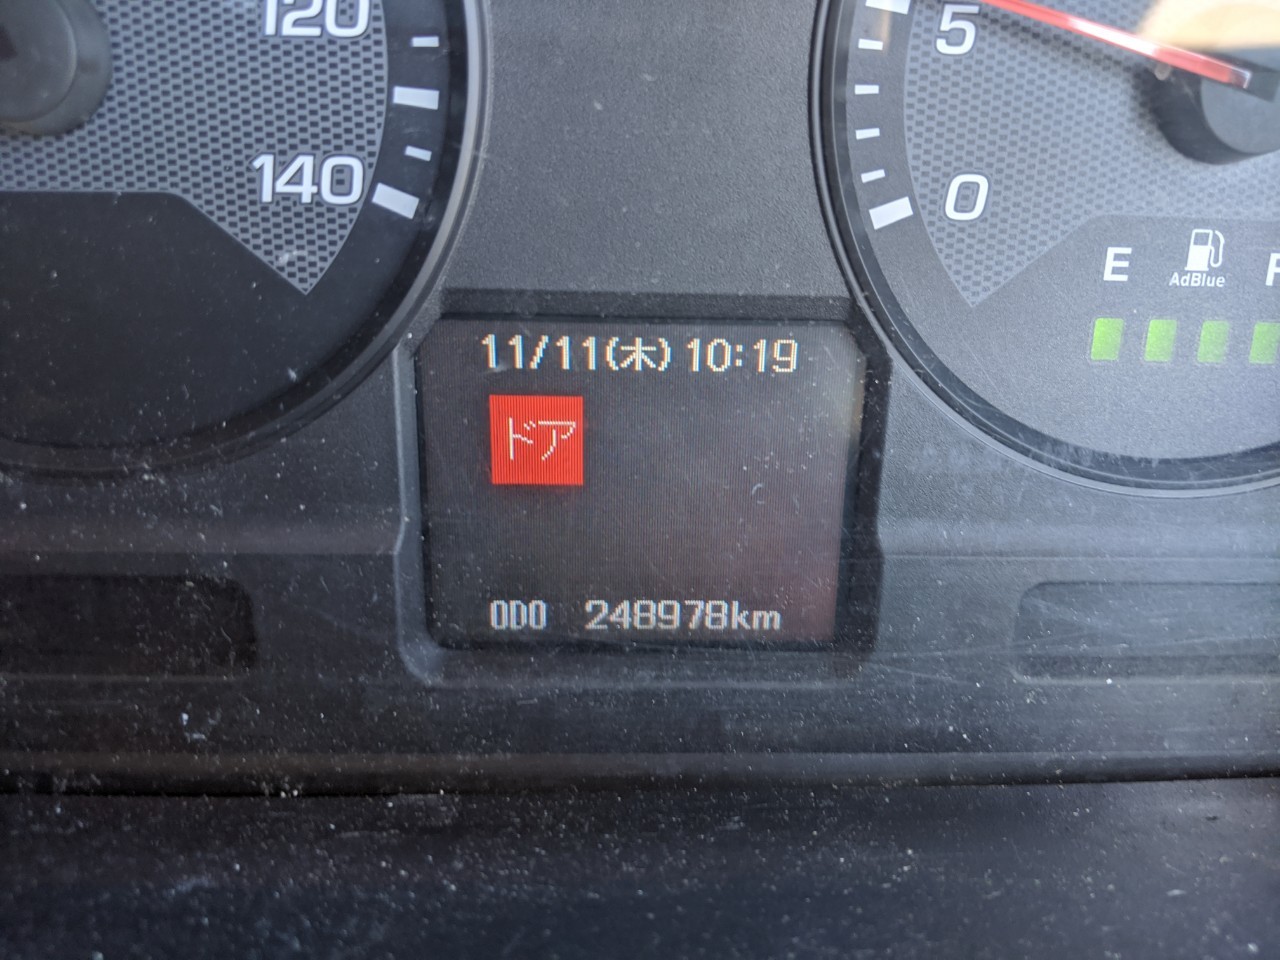 120
140
5
0
E
F
AdBlue
11/11(木) 10:19
ドア
ODO 248978km